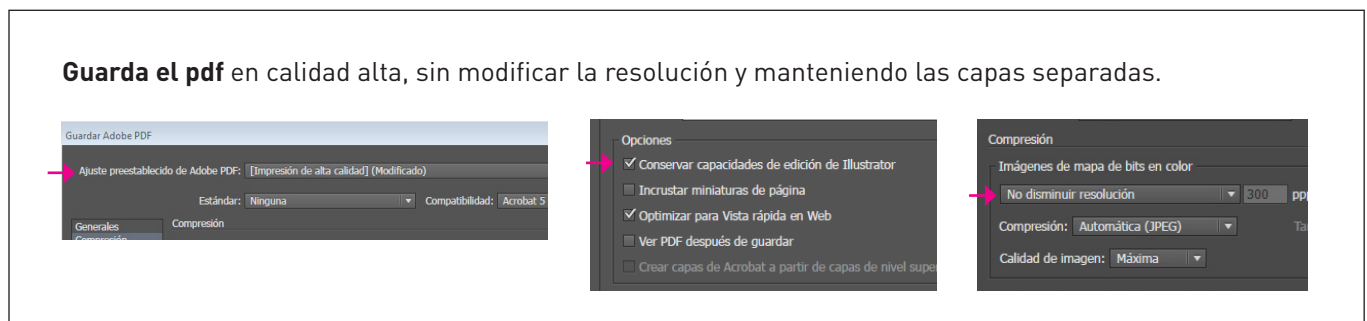 Guarda el pdf en calidad alta, sin modificar la resolución y manteniendo las capas separadas.
Guardar Adobe PDF
Ajuste preestablecido de Adobe PDF: [Impresión de alta calidad] (Modificado)
Estándar: Ninguna Compatibilidad: Acrobat 5
Generales Compresión
Compresión
Opciones
Conservar capacidades de edición de Illustrator
Incrustar miniaturas de página
Optimizar para Vista rápida en Web
Ver PDF después de guardar
Crear capas de Acrobat a partir de capas de nivel supe
Compresión
Imágenes de mapa de bits en color
No disminuir resolución 300 ppp
Compresión: Automática (JPEG) Ta
Calidad de imagen: Máxima